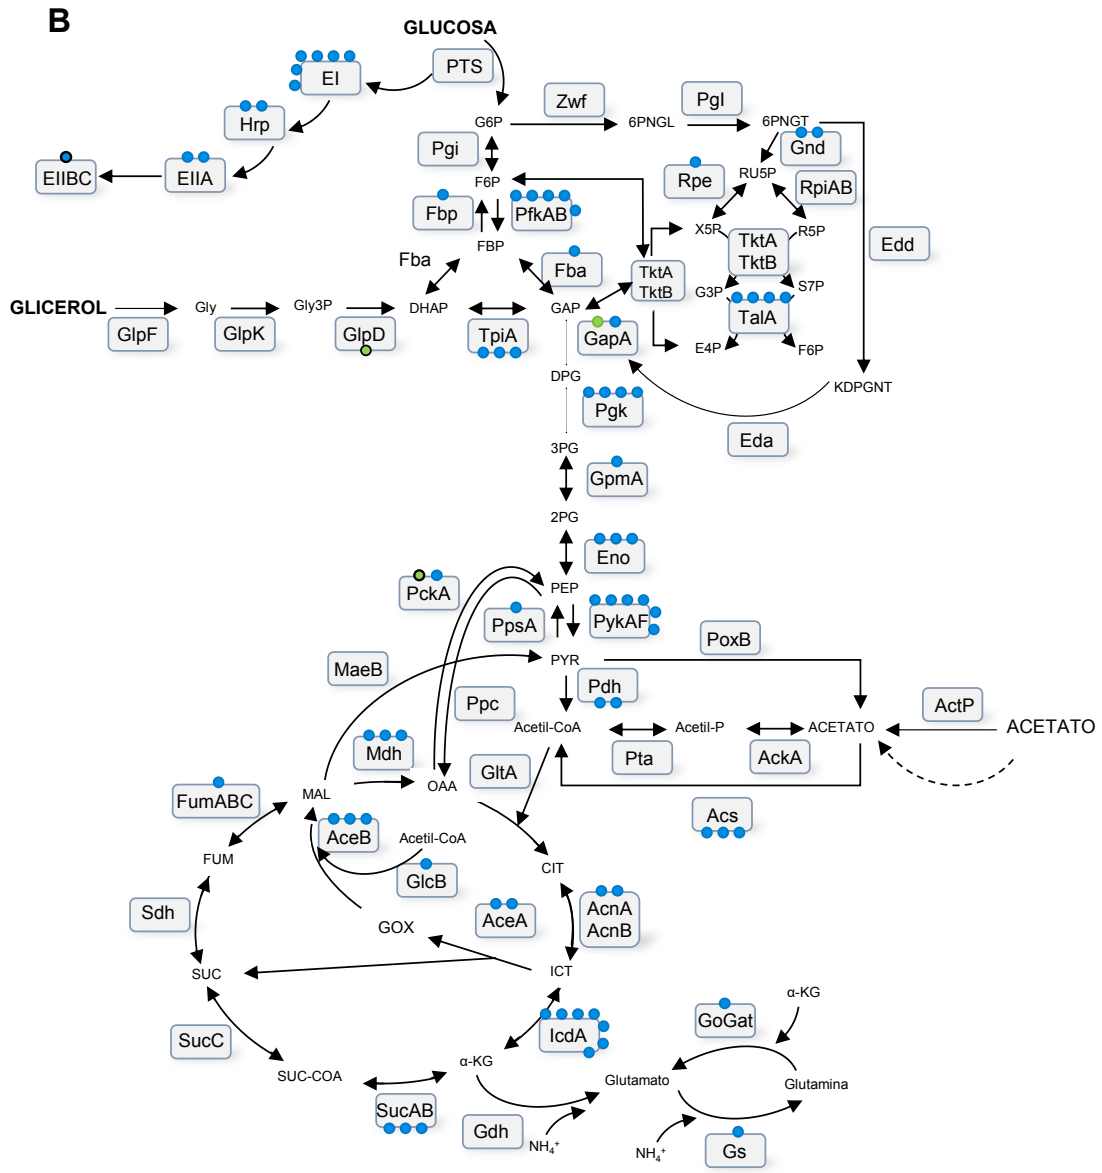 B
GLUCOSA
PTS
EI
Hrp
EIIA
EIIBC
G6P
Zwf
6PNGL
Pgl
6PNGT
Gnd
Pgi
F6P
Rpe
RU5P
RpiAB
Fbp
PfkAB
X5P
R5P
TktA
TktB
Edd
FBP
Fba
Fba
TktA
TktB
G3P
S7P
GLICEROL
Gly
Gly3P
DHAP
GAP
GlpF
GlpK
GlpD
TpiA
GapA
TalA
E4P
F6P
DPG
KDPGNT
Pgk
Eda
3PG
GpmA
2PG
Eno
PckA
PEP
PpsA
PykAF
PoxB
MaeB
PYR
Pdh
Ppc
ActP
Acetil-CoA
Acetil-P
ACETATO
ACETATO
Mdh
GltA
Pta
AckA
OAA
FumABC
MAL
Acs
AceB
Acetil-CoA
FUM
GlcB
CIT
Sdh
AceA
AcnA
AcnB
GOX
SUC
ICT
α-KG
GoGat
SucC
IcdA
α-KG
SUC-COA
Glutamato
Glutamina
SucAB
Gdh
NH₄⁺
NH₄⁺
Gs